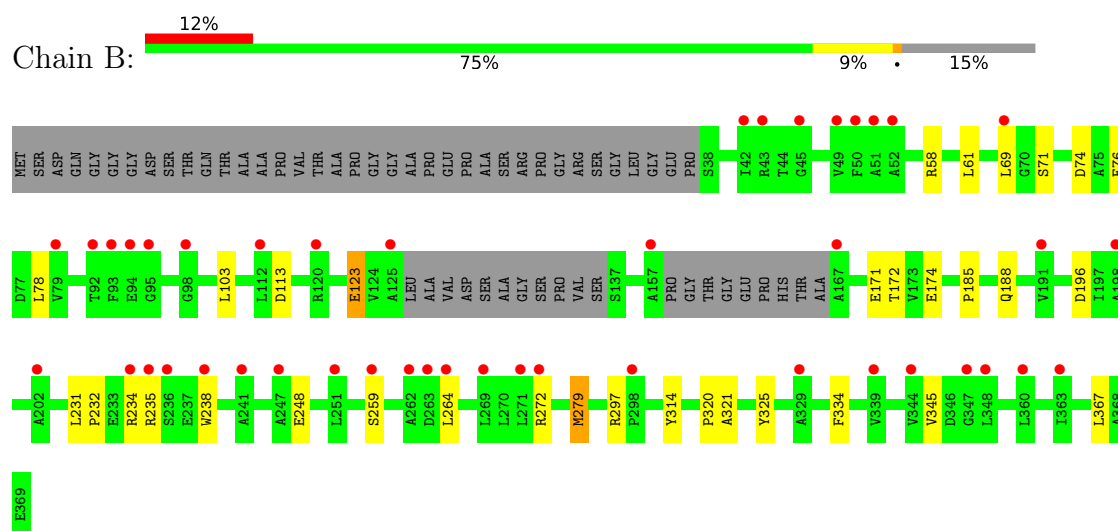 12%
Chain B:
75% 9% • 15%
MET SER ASP GLN GLY GLY GLY ASP SER THR GLN THR ALA ALA PRO VAL THR ALA PRO GLY GLY ALA PRO GLU PRO ALA SER ARG PRO GLY ARG SER GLY LEU GLY GLU PRO S38 I42 R43 T44 G45 V49 F50 A51 A52 R58 L61 L69 G70 S71 D74 A75 E76
D77 L78 V79 T92 F93 E94 G95 G98 L103 L112 D113 R120 E123 V124 A125 LEU ALA VAL ASP SER ALA GLY SER PRO VAL SER S137 A157 PRO GLY THR GLY GLU PRO HIS THR ALA A167 E171 T172 V173 E174 P185 Q188 V191 D196 I197 A198
A202 L231 P232 E233 R234 R235 S236 E237 W238 A241 A247 E248 L251 S259 A262 D263 L264 L269 L270 L271 R272 M279 R297 P298 Y314 P320 A321 Y325 A329 F334 V339 V344 V345 D346 G347 L348 L360 I363 L367 A368
E369